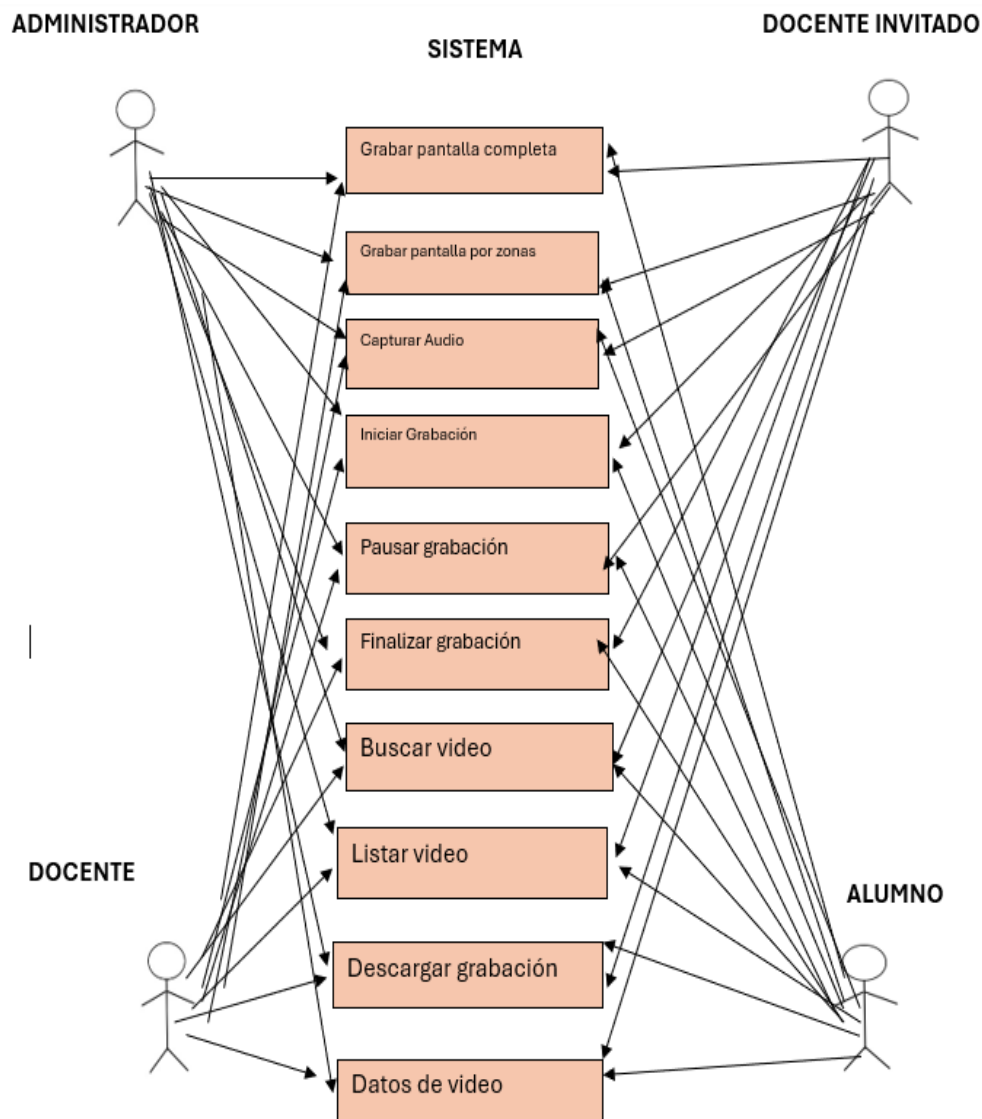 ADMINISTRADOR
DOCENTE INVITADO
SISTEMA
Grabar pantalla completa
Grabar pantalla por zonas
Capturar Audio
Iniciar Grabación
Pausar grabación
Finalizar grabación
Buscar video
Listar video
DOCENTE
ALUMNO
Descargar grabación
Datos de video